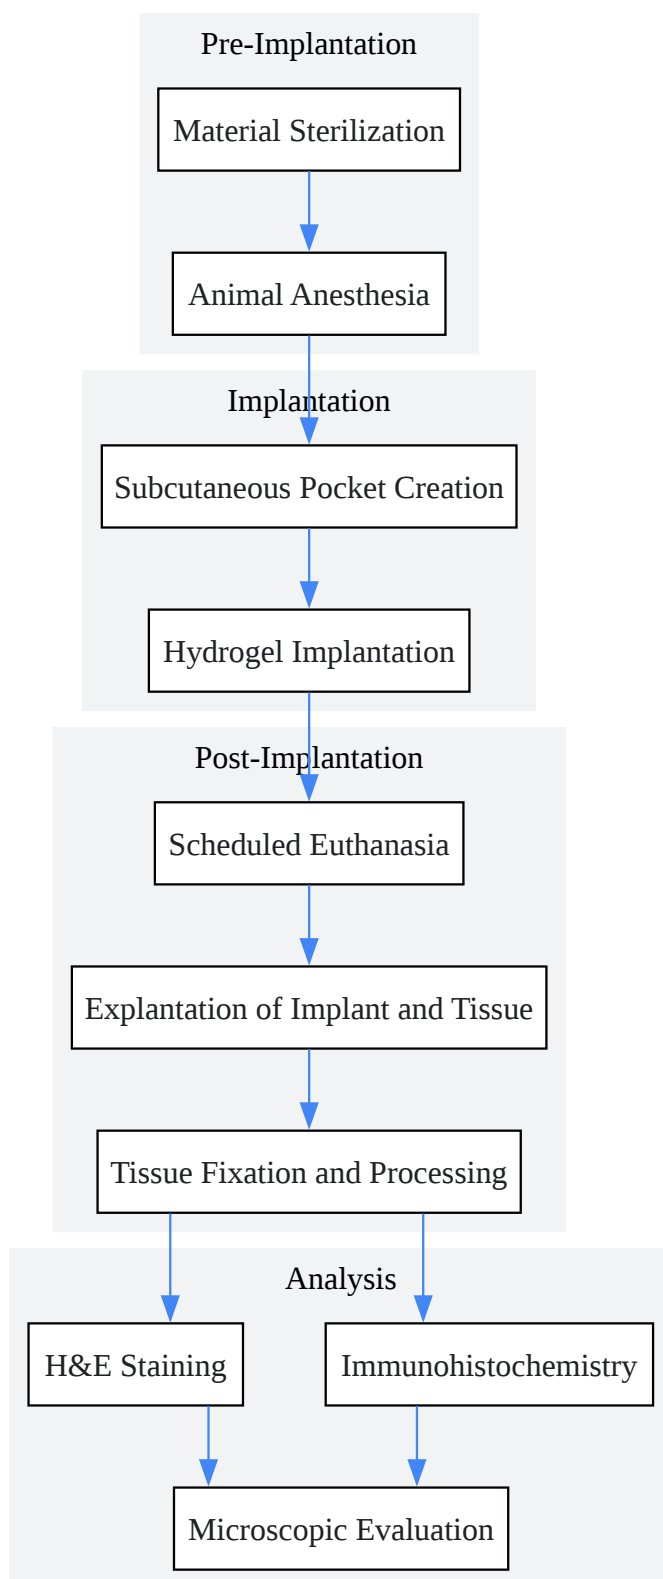 Pre-Implantation
Material Sterilization
Animal Anesthesia
Implantation
Subcutaneous Pocket Creation
Hydrogel Implantation
Post-Implantation
Scheduled Euthanasia
Explantation of Implant and Tissue
Tissue Fixation and Processing
Analysis
H&E Staining
Immunohistochemistry
Microscopic Evaluation